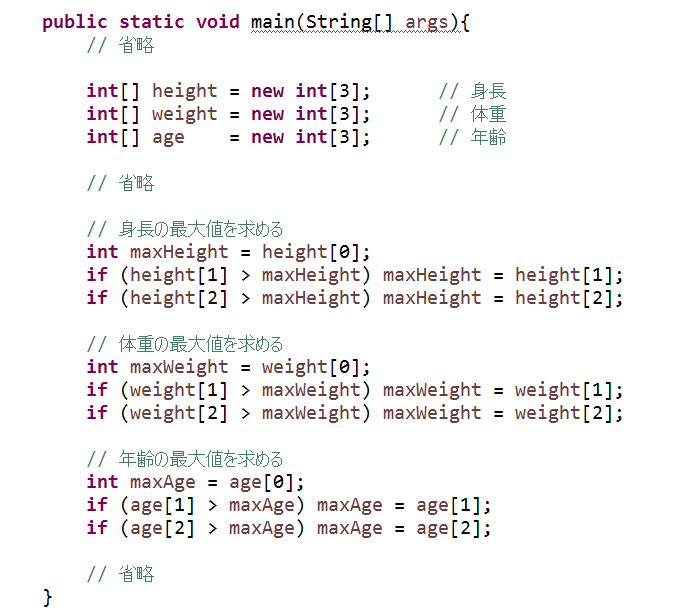 public static void main(String[] args){
// 省略
int[] height = new int[3]; // 身長
int[] weight = new int[3]; // 体重
int[] age = new int[3]; // 年齢
// 省略
// 身長の最大値を求める
int maxHeight = height[0];
if (height[1] > maxHeight) maxHeight = height[1];
if (height[2] > maxHeight) maxHeight = height[2];
// 体重の最大値を求める
int maxWeight = weight[0];
if (weight[1] > maxWeight) maxWeight = weight[1];
if (weight[2] > maxWeight) maxWeight = weight[2];
// 年齢の最大値を求める
int maxAge = age[0];
if (age[1] > maxAge) maxAge = age[1];
if (age[2] > maxAge) maxAge = age[2];
// 省略
}